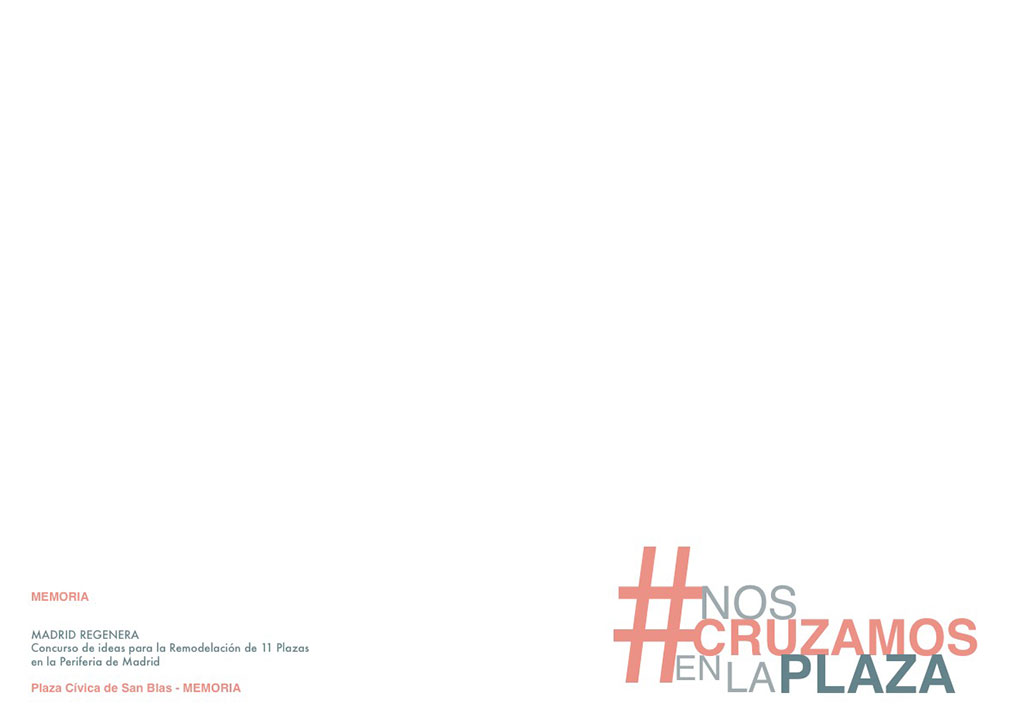 MEMORIA
MADRID REGENERA
Concurso de ideas para la Remodelación de 11 Plazas
en la Periferia de Madrid
Plaza Cívica de San Blas - MEMORIA
#NOS
CRUZAMOS
EN LA PLAZA